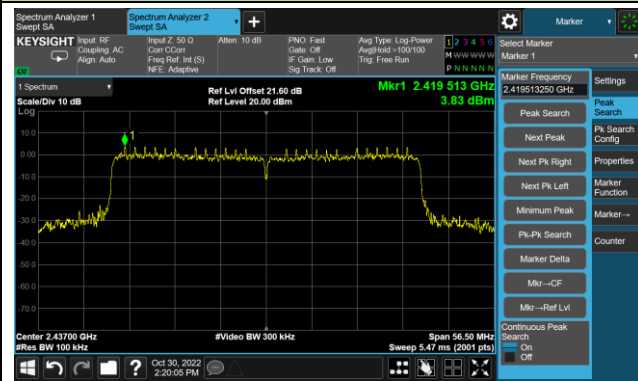 Spectrum Analyzer 1
Swept SA
Spectrum Analyzer 2
Swept SA
+
Marker
KEYSIGHT
Input: RF
Coupling: AC
Align: Auto
Input Z: 50 Ω
Corr CCorr
Freq Ref: Int (S)
NFE: Adaptive
Atten: 10 dB
PNO: Fast
Gate: Off
IF Gain: Low
Sig Track: Off
Avg Type: Log-Power
Avg|Hold:>100/100
Trig: Free Run
1 2 3 4 5 6
M W W W W W
P N N N N N
LXI
Select Marker
Marker 1
1 Spectrum
Scale/Div 10 dB
Log
Ref Lvl Offset 21.60 dB
Ref Level 20.00 dBm
Mkr1 2.419 513 GHz
3.83 dBm
1
10.0
0.00
-10.0
-20.0
-30.0
-40.0
-50.0
-60.0
-70.0
Center 2.43700 GHz
#Res BW 100 kHz
#Video BW 300 kHz
Span 56.50 MHz
Sweep 5.47 ms (2001 pts)
Marker Frequency
2.419513250 GHz
Peak Search
Next Peak
Next Pk Right
Next Pk Left
Minimum Peak
Pk-Pk Search
Marker Delta
Mkr→CF
Mkr→Ref Lvl
Continuous Peak
Search
On
Off
Settings
Peak
Search
Pk Search
Config
Properties
Marker
Function
Marker→
Counter
?
Oct 30, 2022
2:20:05 PM